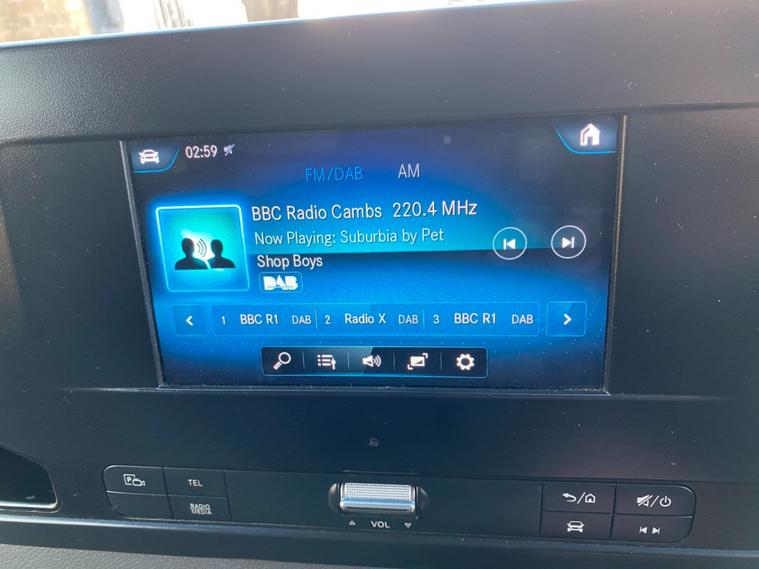 02:59
FM/DAB AM
BBC Radio Cambs 220.4 MHz
Now Playing: Suburbia by Pet
Shop Boys
DAB
1 BBC R1 DAB 2 Radio X DAB 3 BBC R1 DAB
P TEL
RADIO
MEDIA
VOL